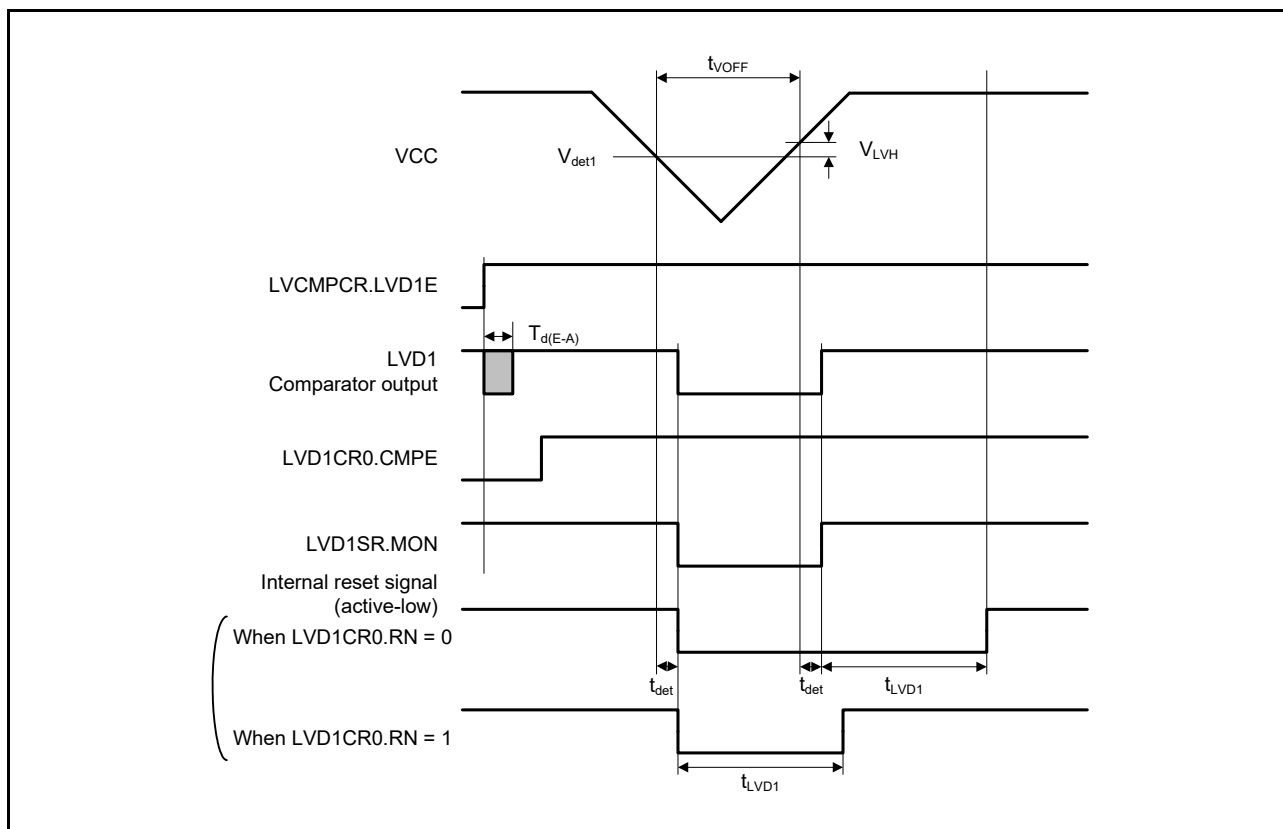 tVOFF
VCC
Vdet1
VLVH
LVCMPCR.LVD1E
Td(E-A)
LVD1
Comparator output
LVD1CR0.CMPE
LVD1SR.MON
Internal reset signal
(active-low)
When LVD1CR0.RN = 0
tdet
tdet
tLVD1
When LVD1CR0.RN = 1
tLVD1